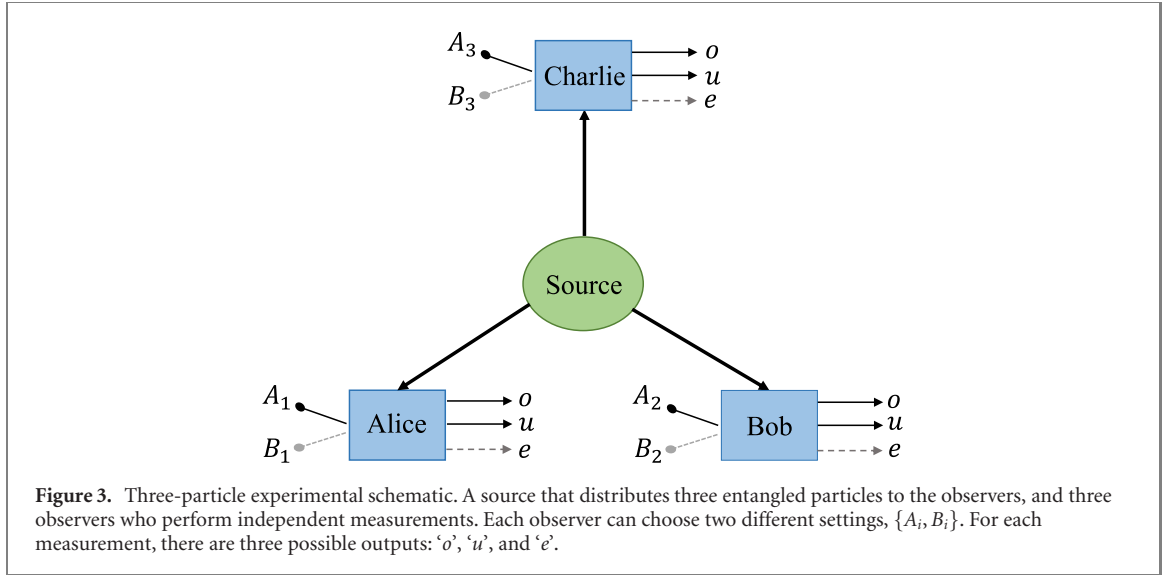 A₃
B₃
Charlie
o
u
e
Source
A₁
B₁
Alice
o
u
e
A₂
B₂
Bob
o
u
e
Figure 3. Three-particle experimental schematic. A source that distributes three entangled particles to the observers, and three
observers who perform independent measurements. Each observer can choose two different settings, {Aᵢ, Bᵢ}. For each
measurement, there are three possible outputs: ‘o’, ‘u’, and ‘e’.